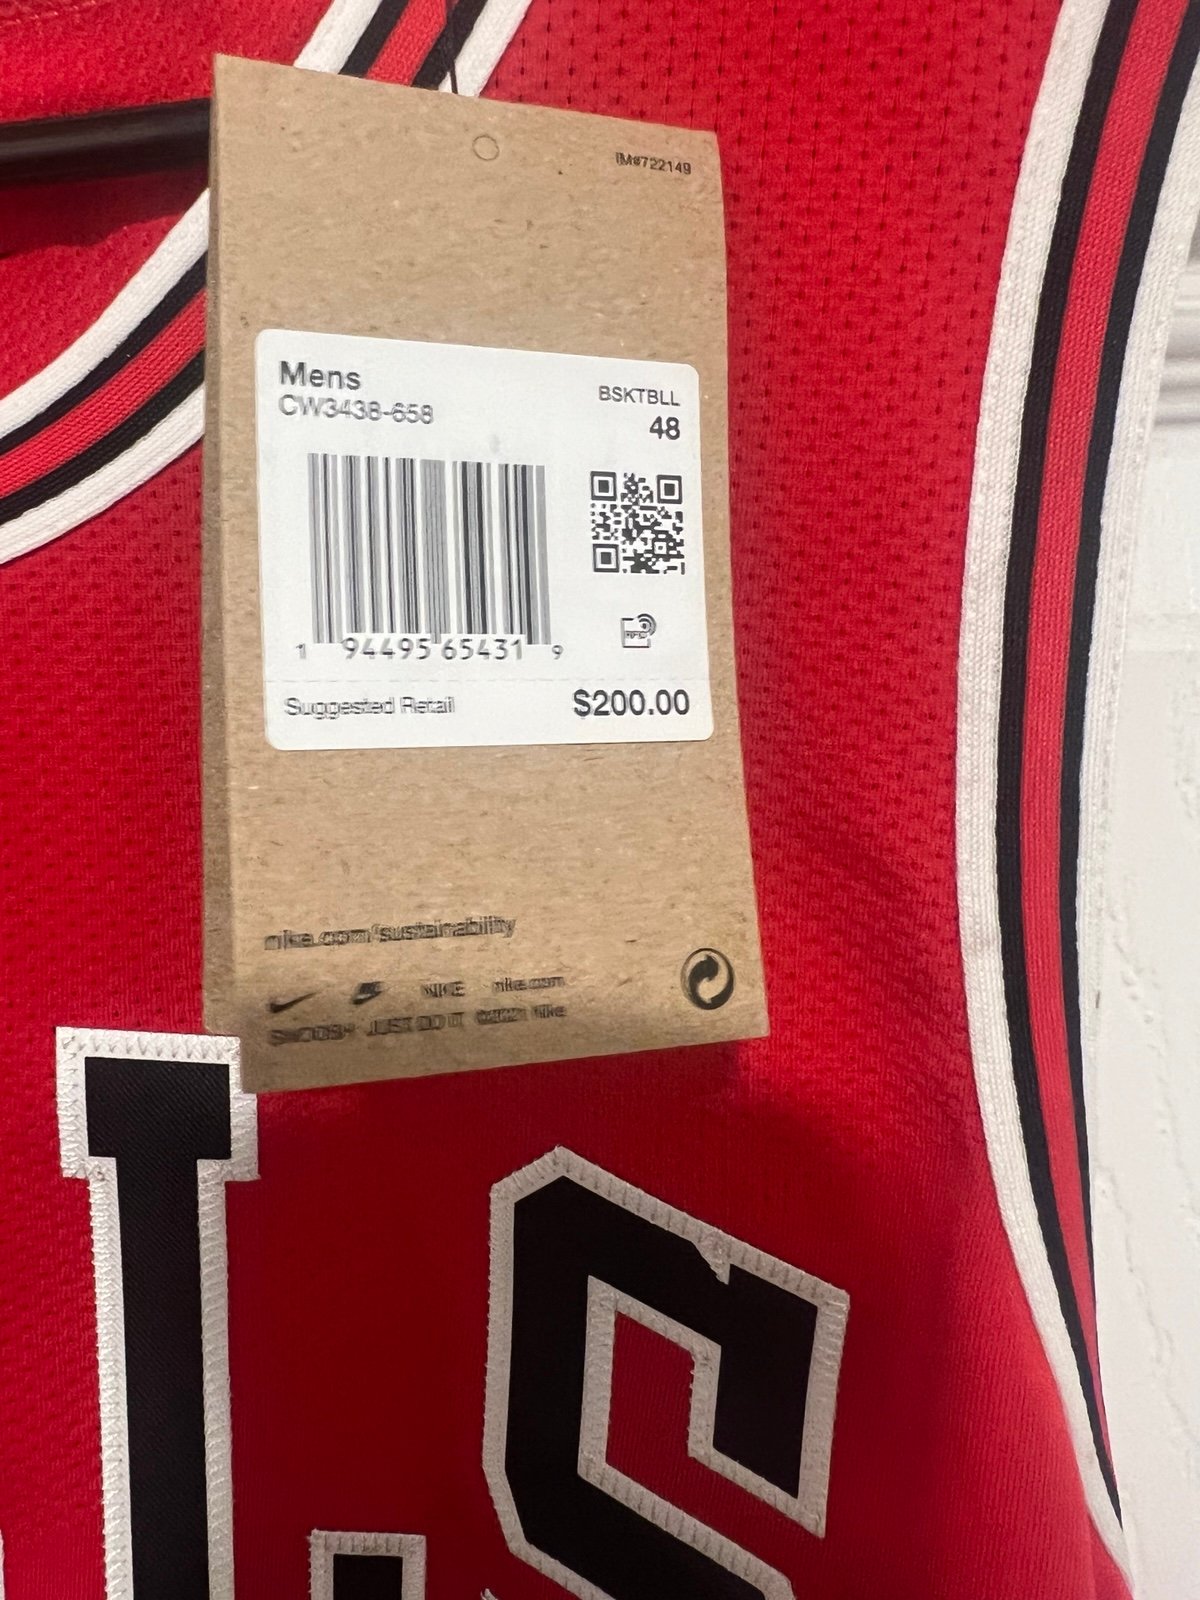 IM#722149
Mens
BSKTBLL
CW3438-658
48
1 94495 65431 9
Suggested Retail
$200.00
nike.com/sustainability
NIKE nike.com
SWOOSH JUST DO IT ©2021 Nike
LS